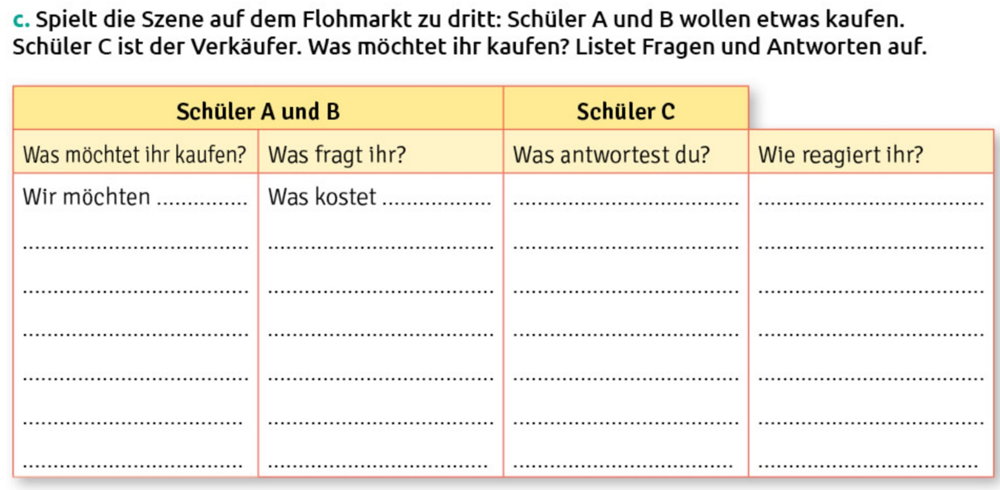 c. Spielt die Szene auf dem Flohmarkt zu dritt: Schüler A und B wollen etwas kaufen.
Schüler C ist der Verkäufer. Was möchtet ihr kaufen? Listet Fragen und Antworten auf.
Schüler A und B Schüler C
Was möchtet ihr kaufen? Was fragt ihr? Was antwortest du? Wie reagiert ihr?
Wir möchten ............... Was kostet ..................